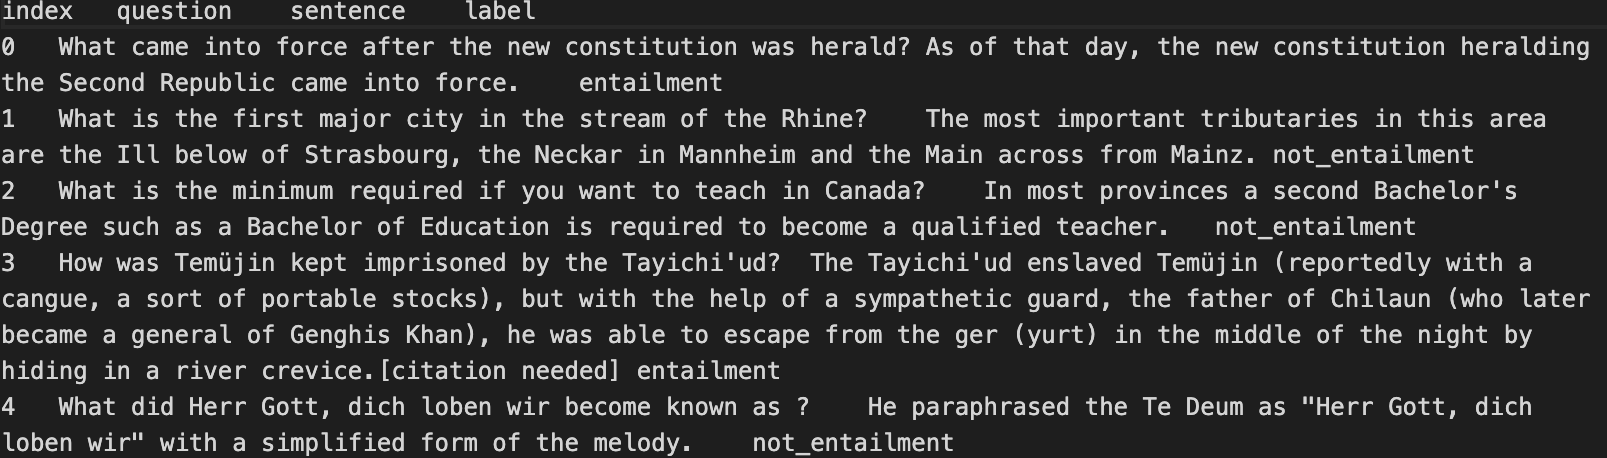 index   question    sentence    label
0   What came into force after the new constitution was herald? As of that day, the new constitution heralding
the Second Republic came into force.    entailment
1   What is the first major city in the stream of the Rhine?    The most important tributaries in this area
are the Ill below of Strasbourg, the Neckar in Mannheim and the Main across from Mainz. not_entailment
2   What is the minimum required if you want to teach in Canada?    In most provinces a second Bachelor's
Degree such as a Bachelor of Education is required to become a qualified teacher.   not_entailment
3   How was Temüjin kept imprisoned by the Tayichi'ud?  The Tayichi'ud enslaved Temüjin (reportedly with a
cangue, a sort of portable stocks), but with the help of a sympathetic guard, the father of Chilaun (who later
became a general of Genghis Khan), he was able to escape from the ger (yurt) in the middle of the night by
hiding in a river crevice.[citation needed] entailment
4   What did Herr Gott, dich loben wir become known as ?    He paraphrased the Te Deum as "Herr Gott, dich
loben wir" with a simplified form of the melody.    not_entailment